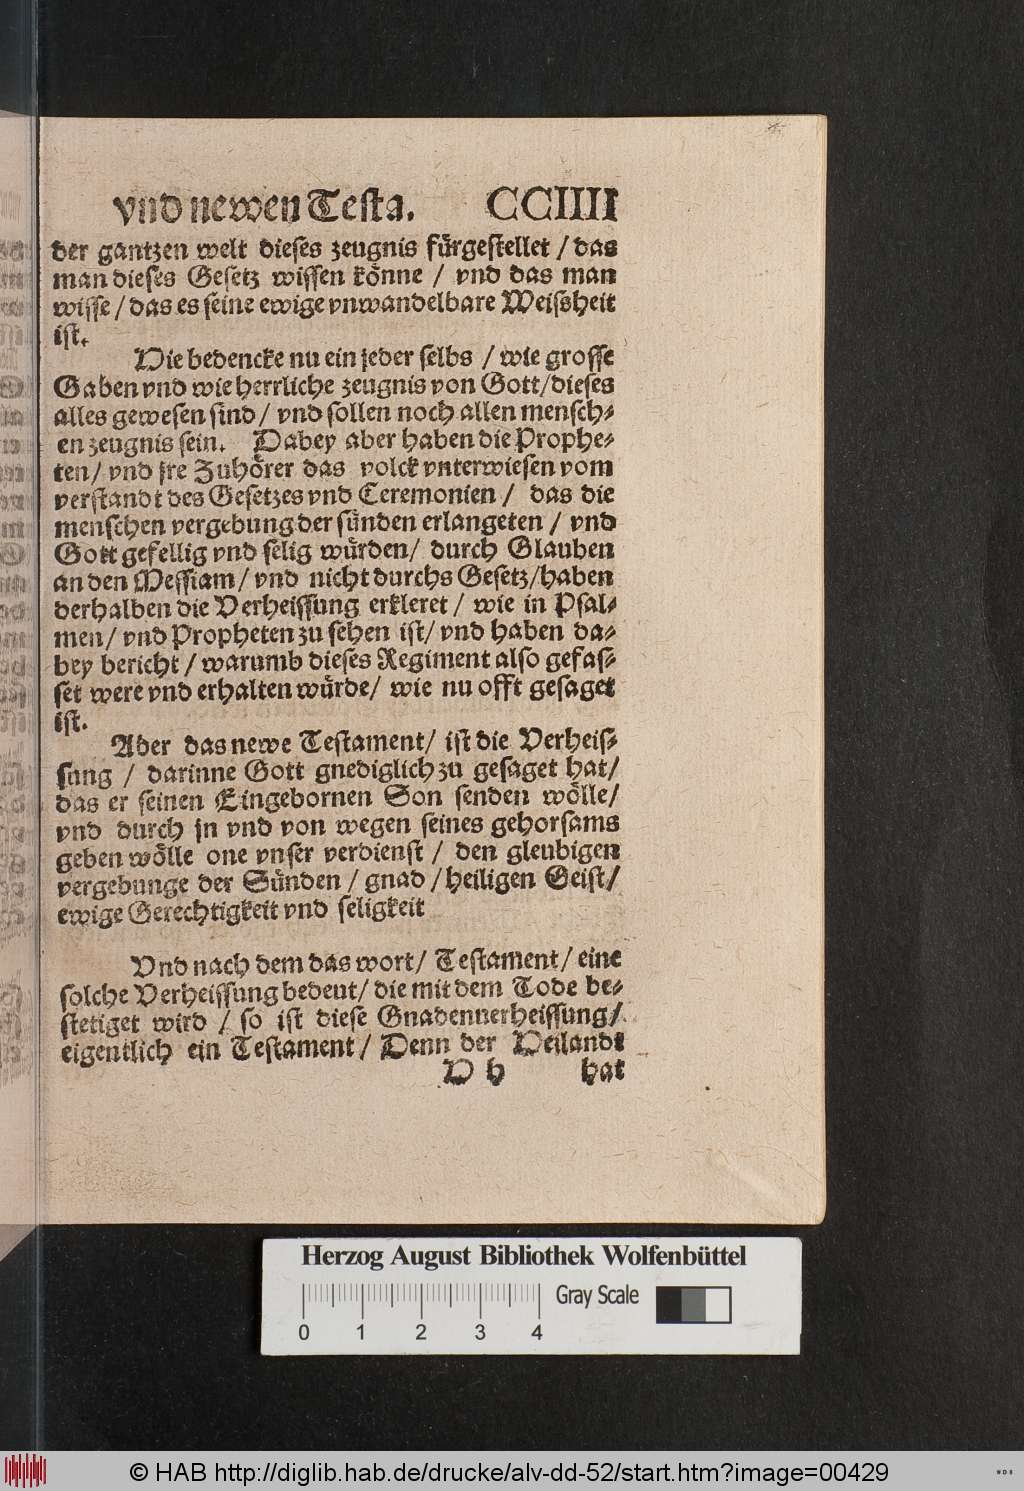 vnd newen Testa. CCIIII
der gantzen welt dieses zeugnis fürgestellet / das
man dieses Gesetz wissen könne / vnd das man
wisse / das es seine ewige vnwandelbare Weisheit
ist.
Hie bedencke nu ein jeder selbs / wie grosse
Gaben vnd wie herrliche zeugnis von Gott / dieses
alles gewesen sind / vnd sollen noch allen mensch-
en zeugnis sein. Dabey aber haben die Prophe-
ten / vnd jre Zuhörer das volck vnterwiesen vom
verstandt des Gesetzes vnd Ceremonien / das die
menschen vergebung der sünden erlangeten / vnd
Gott gefellig vnd selig würden / durch Glauben
an den Messiam / vnd nicht durchs Gesetz / haben
derhalben die Verheissung erkleret / wie in Psal-
men / vnd Propheten zu sehen ist / vnd haben da-
bey bericht / warumb dieses Regiment also gefas-
set were vnd erhalten würde / wie nu offt gesaget
ist.
Aber das newe Testament / ist die Verheis-
sung / darinne Gott gnediglich zu gesaget hat /
das er seinen Eingebornen Son senden wölle /
vnd durch jn vnd von wegen seines gehorsams
geben wölle one vnser verdienst / den gleubigen
vergebunge der Sünden / gnad / heiligen Geist /
ewige Gerechtigkeit vnd seligkeit
Vnd nach dem das wort / Testament / eine
solche Verheissung bedeut / die mit dem Tode be-
stetiget wird / so ist diese Gnadenuerheissung /
eigentlich ein Testament / Denn der Heilandt
H h hat
Herzog August Bibliothek Wolfenbüttel
Gray Scale
0 1 2 3 4
© HAB http://diglib.hab.de/drucke/alv-dd-52/start.htm?image=00429